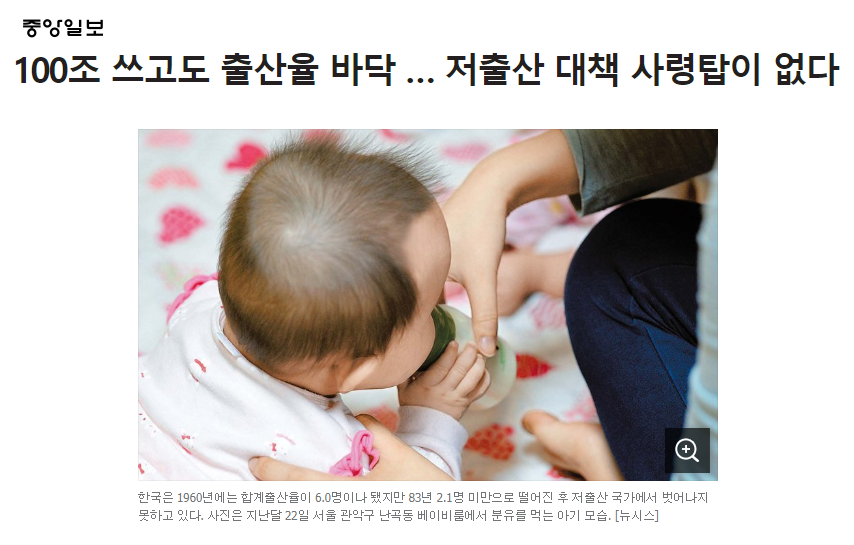 중앙일보
100조 쓰고도 출산율 바닥 … 저출산 대책 사령탑이 없다
한국은 1960년에는 합계출산율이 6.0명이나 됐지만 83년 2.1명 미만으로 떨어진 후 저출산 국가에서 벗어나지
못하고 있다. 사진은 지난달 22일 서울 관악구 난곡동 베이비룸에서 분유를 먹는 아기 모습. [뉴시스]